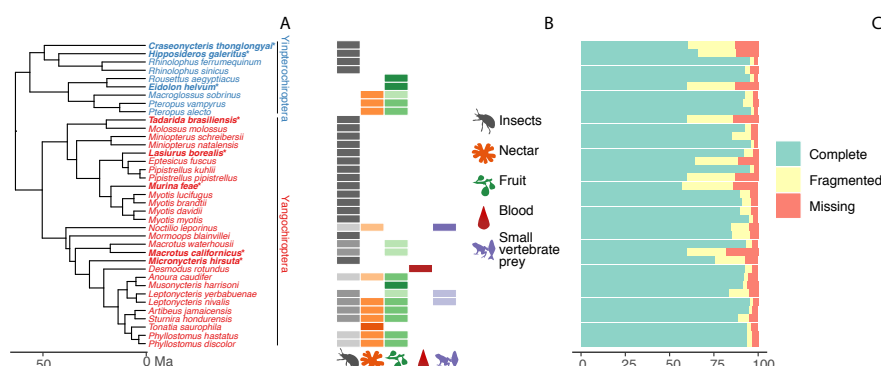 A
B
C
Craseonycteris thonglongyai*
Hipposideros galeritus*
Rhinolophus ferrumequinum
Rhinolophus sinicus
Rousettus aegyptiacus
Eidolon helvum*
Macroglossus sobrinus
Pteropus vampyrus
Pteropus alecto
Tadarida brasiliensis*
Molossus molossus
Miniopterus schreibersii
Miniopterus natalensis
Lasiurus borealis*
Eptesicus fuscus
Pipistrellus kuhlii
Pipistrellus pipistrellus
Murina feae*
Myotis lucifugus
Myotis brandtii
Myotis davidii
Myotis myotis
Noctilio leporinus
Mormoops blainvillei
Macrotus waterhousii
Macrotus californicus*
Micronycteris hirsuta*
Desmodus rotundus
Anoura caudifer
Musonycteris harrisoni
Leptonycteris yerbabuenae
Leptonycteris nivalis
Artibeus jamaicensis
Sturnira hondurensis
Tonatia saurophila
Phyllostomus hastatus
Phyllostomus discolor
Yinpterochiroptera
Yangochiroptera
50
0 Ma
Insects
Nectar
Fruit
Blood
Small
vertebrate
prey
Complete
Fragmented
Missing
0 25 50 75 100